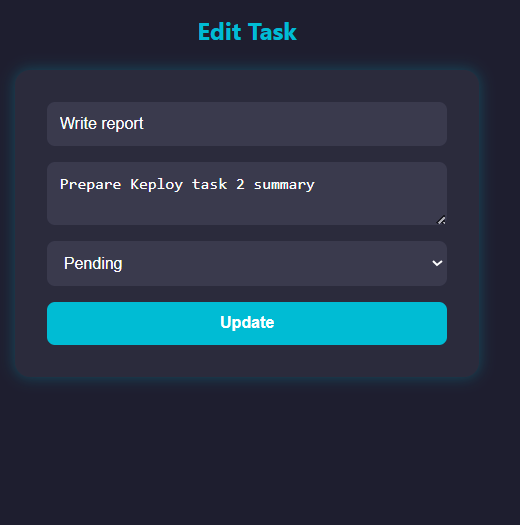 Edit Task
Write report
Prepare Keploy task 2 summary
Pending
Update